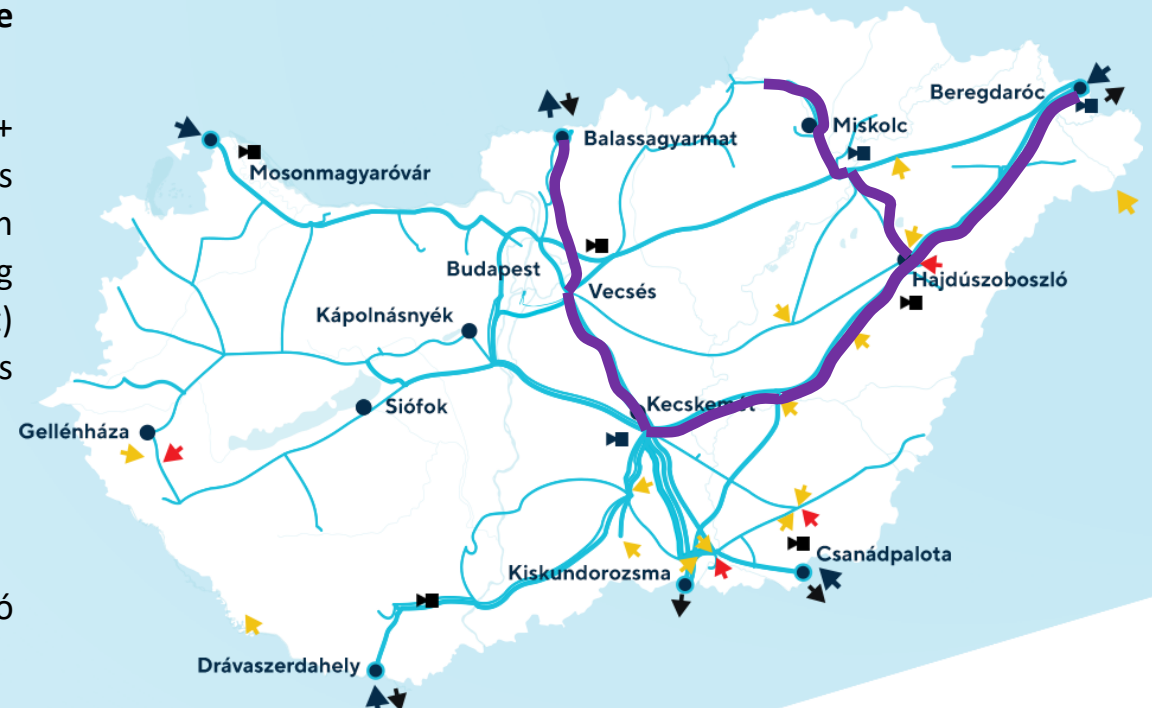 e
+
s
n
g
:)
s
ó
Beregdaróc
Balassagyarmat
Miskolc
Mosonmagyaróvár
Budapest
Vecsés
Hajdúszoboszló
Kápolnásnyék
Siófok
Kecskemét
Gellénháza
Csanádpalota
Kiskundorozsma
Drávaszerdahely